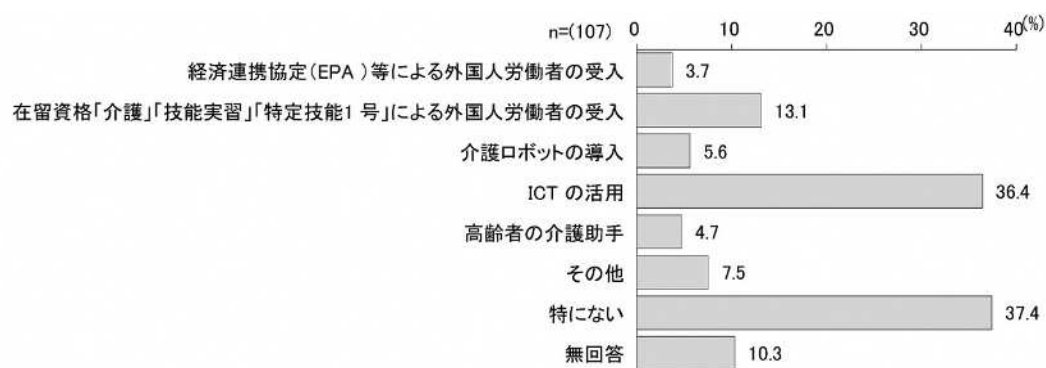 n=(107) 0 10 20 30 40 (%)
経済連携協定(EPA )等による外国人労働者の受入 3.7
在留資格「介護」「技能実習」「特定技能1 号」による外国人労働者の受入 13.1
介護ロボットの導入 5.6
ICT の活用 36.4
高齢者の介護助手 4.7
その他 7.5
特にない 37.4
無回答 10.3